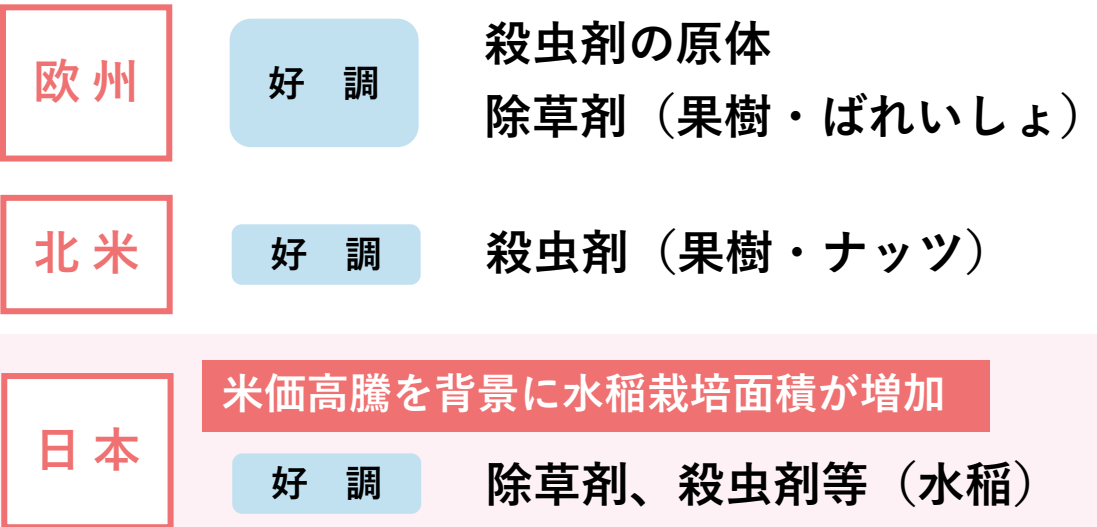 欧州
好 調
殺虫剤の原体
除草剤（果樹・ばれいしょ）
北米
好 調
殺虫剤（果樹・ナッツ）
日本
米価高騰を背景に水稲栽培面積が増加
好 調
除草剤、殺虫剤等（水稲）